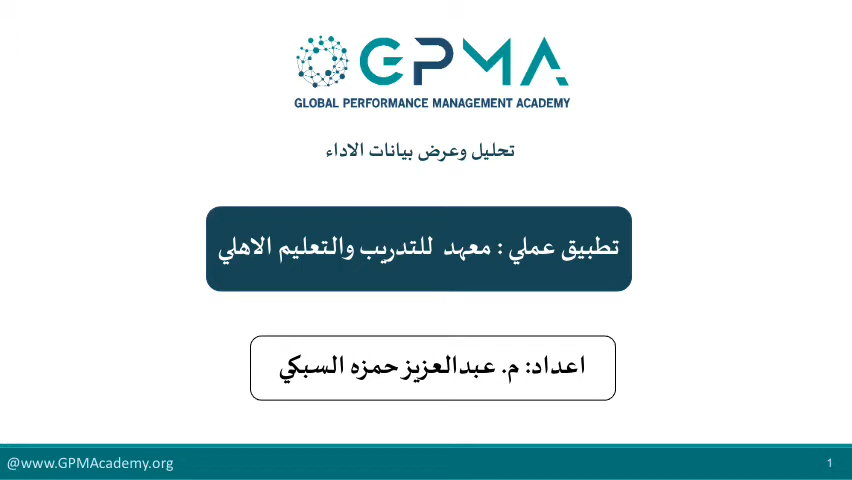 GPMA
GLOBAL PERFORMANCE MANAGEMENT ACADEMY
تحليل وعرض بيانات الاداء
تطبيق عملي : معهد للتدريب والتعليم الاهلي
اعداد: م. عبدالعزيز حمزه السبكي
@www.GPMAcademy.org
1